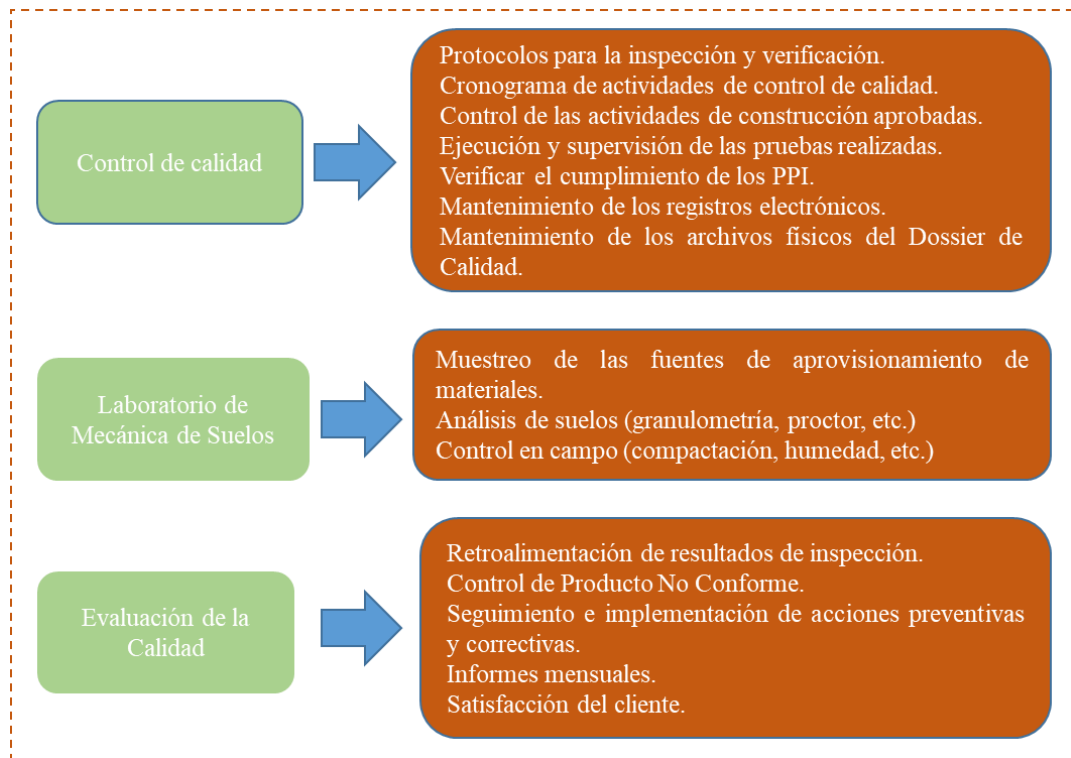 Control de calidad
Protocolos para la inspección y verificación.
Cronograma de actividades de control de calidad.
Control de las actividades de construcción aprobadas.
Ejecución y supervisión de las pruebas realizadas.
Verificar el cumplimiento de los PPI.
Mantenimiento de los registros electrónicos.
Mantenimiento de los archivos físicos del Dossier de
Calidad.
Laboratorio de
Mecánica de Suelos
Muestreo de las fuentes de aprovisionamiento de
materiales.
Análisis de suelos (granulometría, proctor, etc.)
Control en campo (compactación, humedad, etc.)
Evaluación de la
Calidad
Retroalimentación de resultados de inspección.
Control de Producto No Conforme.
Seguimiento e implementación de acciones preventivas
y correctivas.
Informes mensuales.
Satisfacción del cliente.